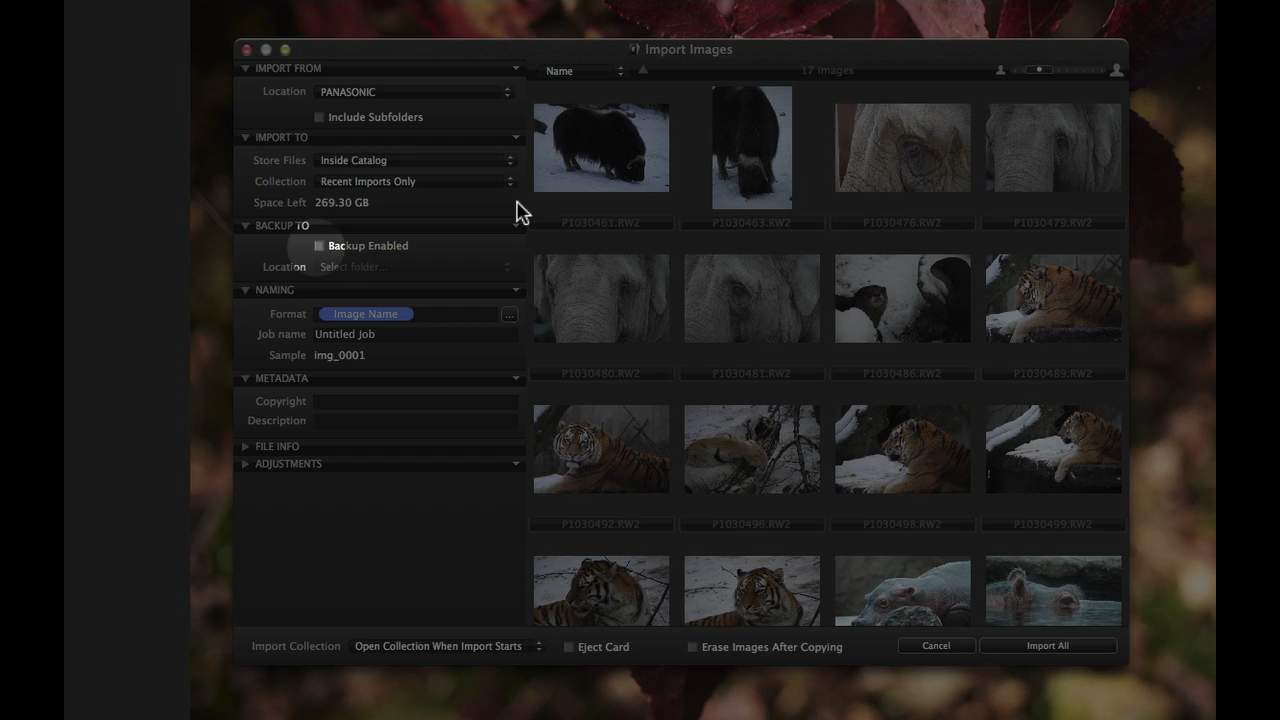 Import Images
IMPORT FROM
Location PANASONIC
Include Subfolders
IMPORT TO
Store Files Inside Catalog
Collection Recent Imports Only
Space Left 269.30 GB
BACKUP TO
Backup Enabled
Location Select folder...
NAMING
Format Image Name ...
Job name Untitled Job
Sample img_0001
METADATA
Copyright
Description
FILE INFO
ADJUSTMENTS
Name 17 Images
P1030461.RW2 P1030463.RW2 P1030476.RW2 P1030479.RW2
P1030480.RW2 P1030481.RW2 P1030486.RW2 P1030489.RW2
P1030492.RW2 P1030496.RW2 P1030498.RW2 P1030499.RW2
Import Collection Open Collection When Import Starts Eject Card Erase Images After Copying Cancel Import All